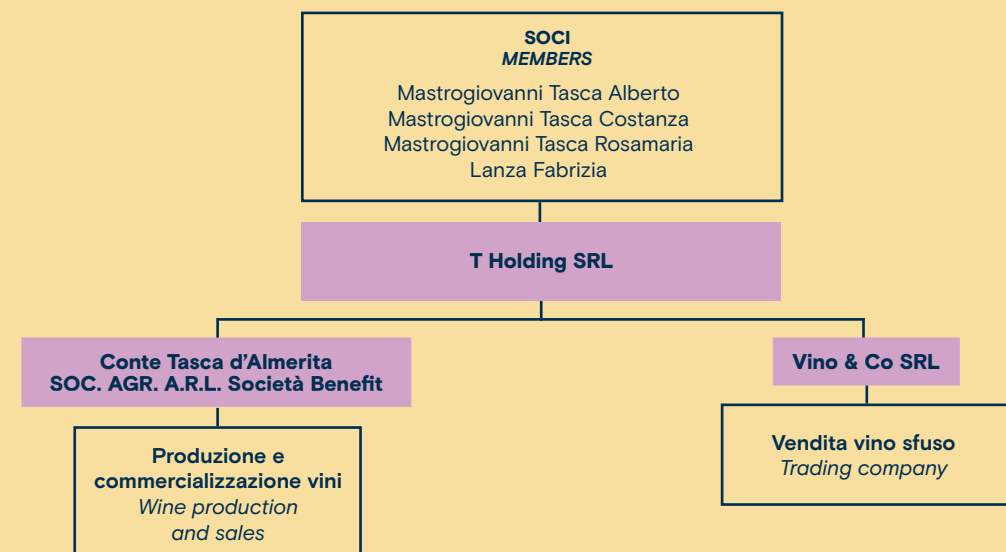 SOCI
MEMBERS
Mastrogiovanni Tasca Alberto
Mastrogiovanni Tasca Costanza
Mastrogiovanni Tasca Rosamaria
Lanza Fabrizia
T Holding SRL
Conte Tasca d’Almerita
SOC. AGR. A.R.L. Società Benefit
Produzione e
commercializzazione vini
Wine production
and sales
Vino & Co SRL
Vendita vino sfuso
Trading company